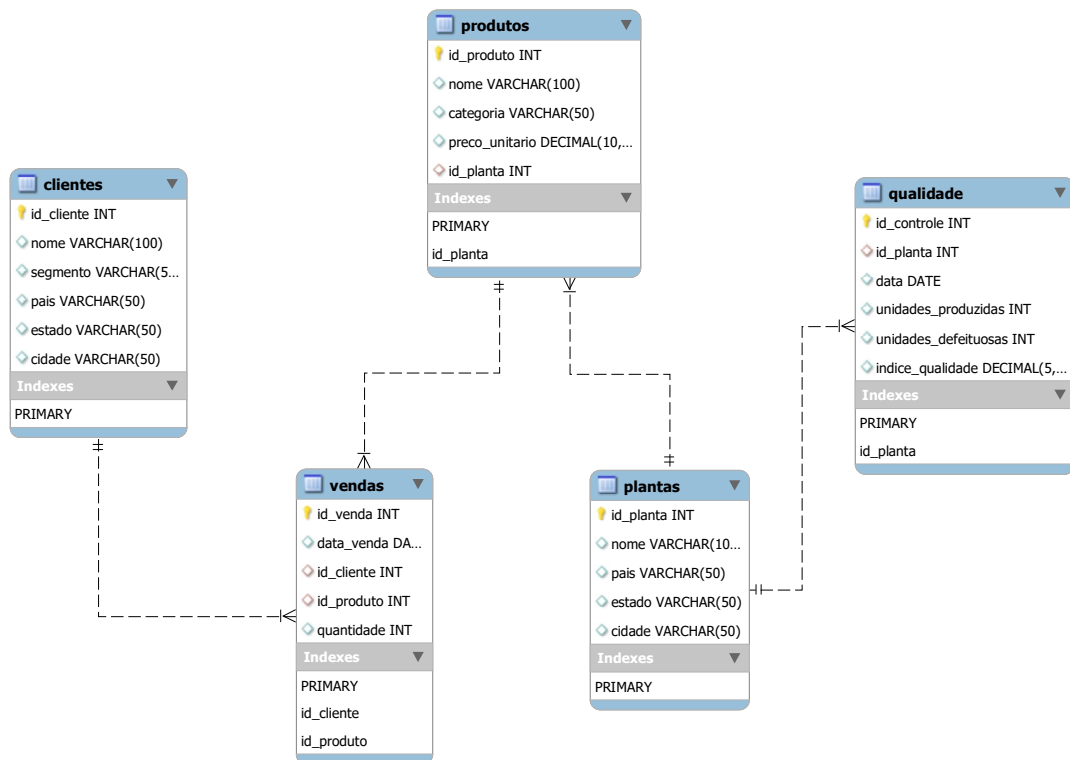 produtos
id_produto INT
nome VARCHAR(100)
categoria VARCHAR(50)
preco_unitario DECIMAL(10,...
id_planta INT
Indexes
PRIMARY
id_planta
clientes
id_cliente INT
nome VARCHAR(100)
segmento VARCHAR(5...
pais VARCHAR(50)
estado VARCHAR(50)
cidade VARCHAR(50)
Indexes
PRIMARY
qualidade
id_controle INT
id_planta INT
data DATE
unidades_produzidas INT
unidades_defeituosas INT
indice_qualidade DECIMAL(5,...
Indexes
PRIMARY
id_planta
vendas
id_venda INT
data_venda DA...
id_cliente INT
id_produto INT
quantidade INT
Indexes
PRIMARY
id_cliente
id_produto
plantas
id_planta INT
nome VARCHAR(10...
pais VARCHAR(50)
estado VARCHAR(50)
cidade VARCHAR(50)
Indexes
PRIMARY